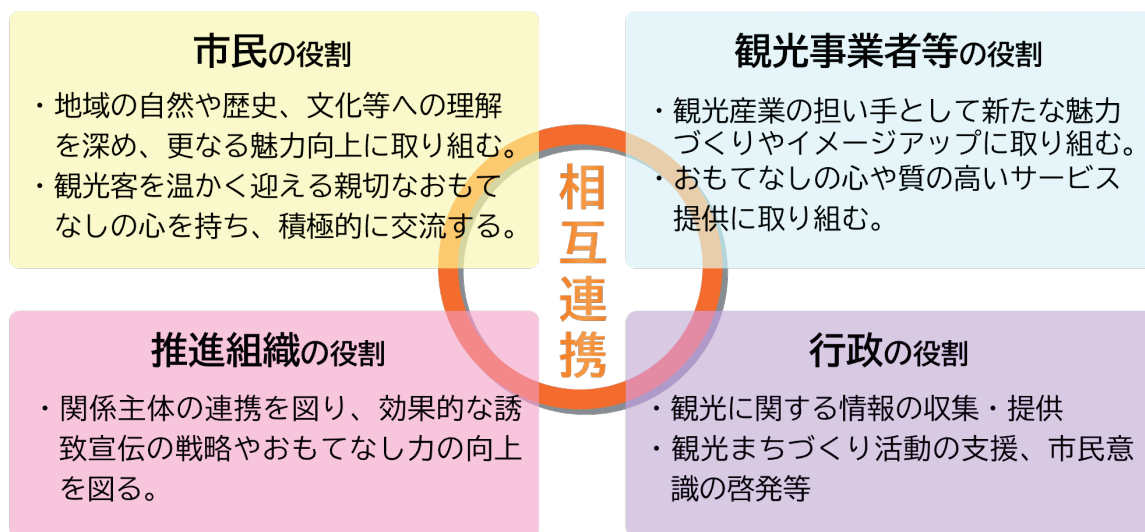 市民の役割
・地域の自然や歴史、文化等への理解
を深め、更なる魅力向上に取り組む。
・観光客を温かく迎える親切なおもて
なしの心を持ち、積極的に交流する。
観光事業者等の役割
・観光産業の担い手として新たな魅力
づくりやイメージアップに取り組む。
・おもてなしの心や質の高いサービス
提供に取り組む。
相互連携
推進組織の役割
・関係主体の連携を図り、効果的な誘
致宣伝の戦略やおもてなし力の向上
を図る。
行政の役割
・観光に関する情報の収集・提供
・観光まちづくり活動の支援、市民意
識の啓発等